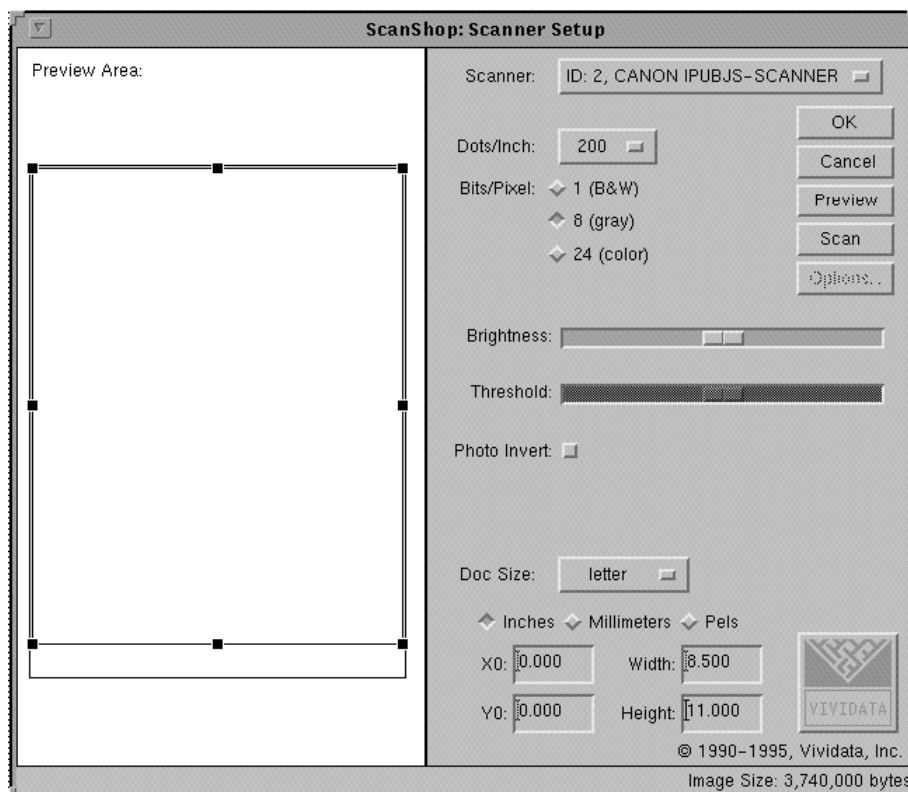 ScanShop: Scanner Setup
Preview Area:
Scanner: ID: 2, CANON IPUBJS-SCANNER
OK
Dots/Inch: 200
Cancel
Bits/Pixel: 1 (B&W)
Preview
8 (gray)
Scan
24 (color)
Options..
Brightness:
Threshold:
Photo Invert:
Doc Size: letter
Inches Millimeters Pels
X0: 0.000 Width: 8.500
Y0: 0.000 Height: 11.000
VIVIDATA
© 1990-1995, Vividata, Inc.
Image Size: 3,740,000 bytes